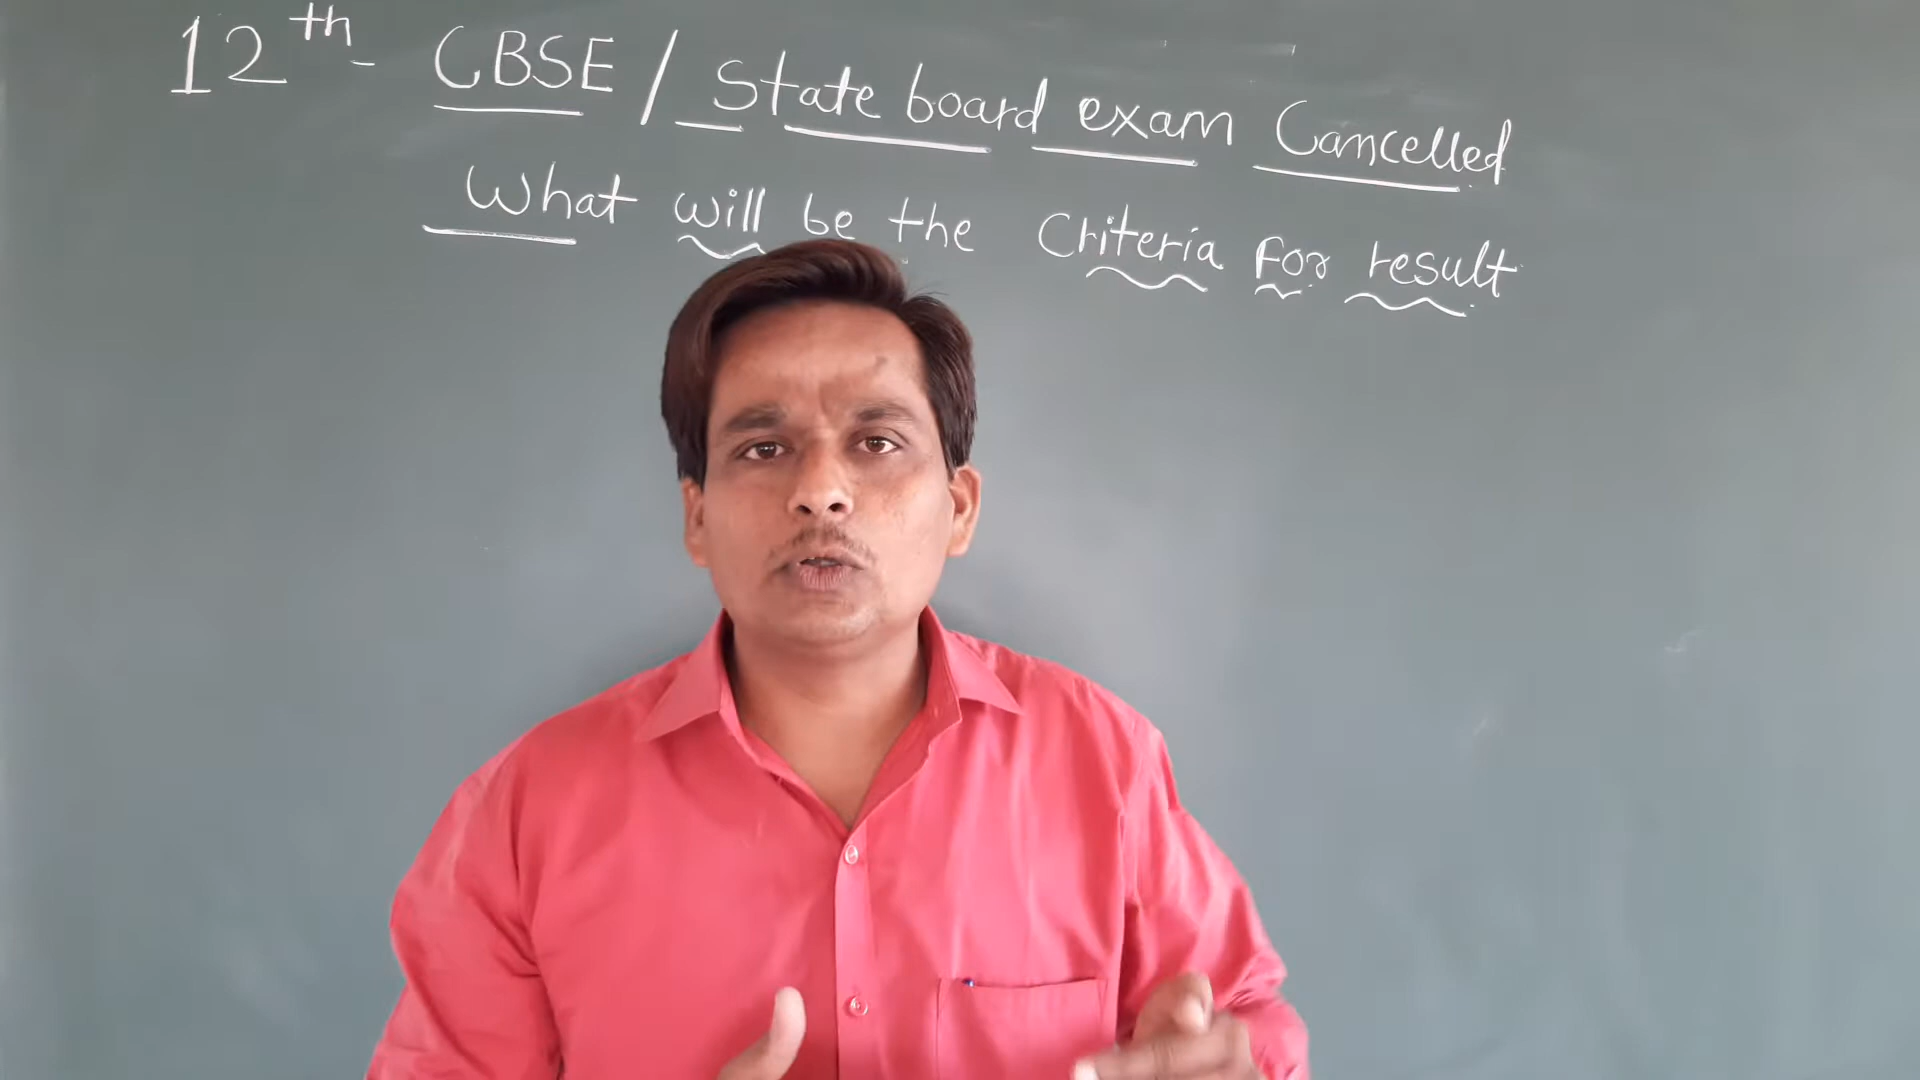 12th - CBSE / State board exam Cancelled
What will be the Criteria For result